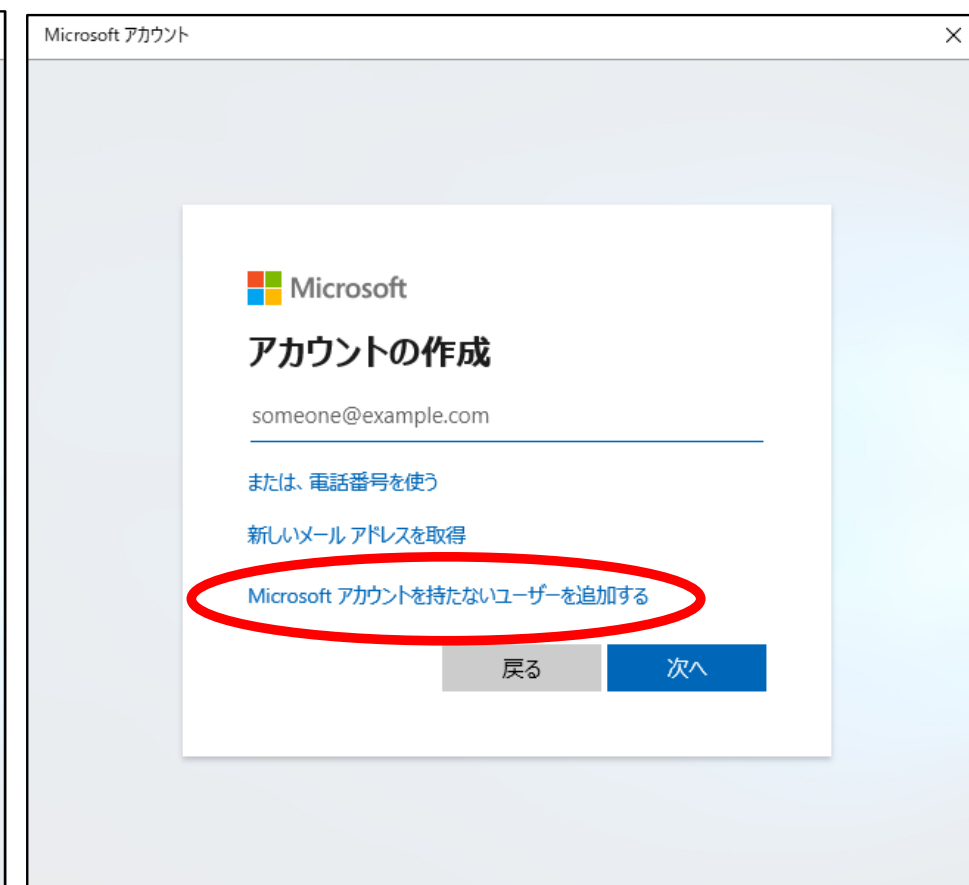 Microsoft アカウント
Microsoft
アカウントの作成
someone@example.com
または、電話番号を使う
新しいメール アドレスを取得
Microsoft アカウントを持たないユーザーを追加する
戻る
次へ